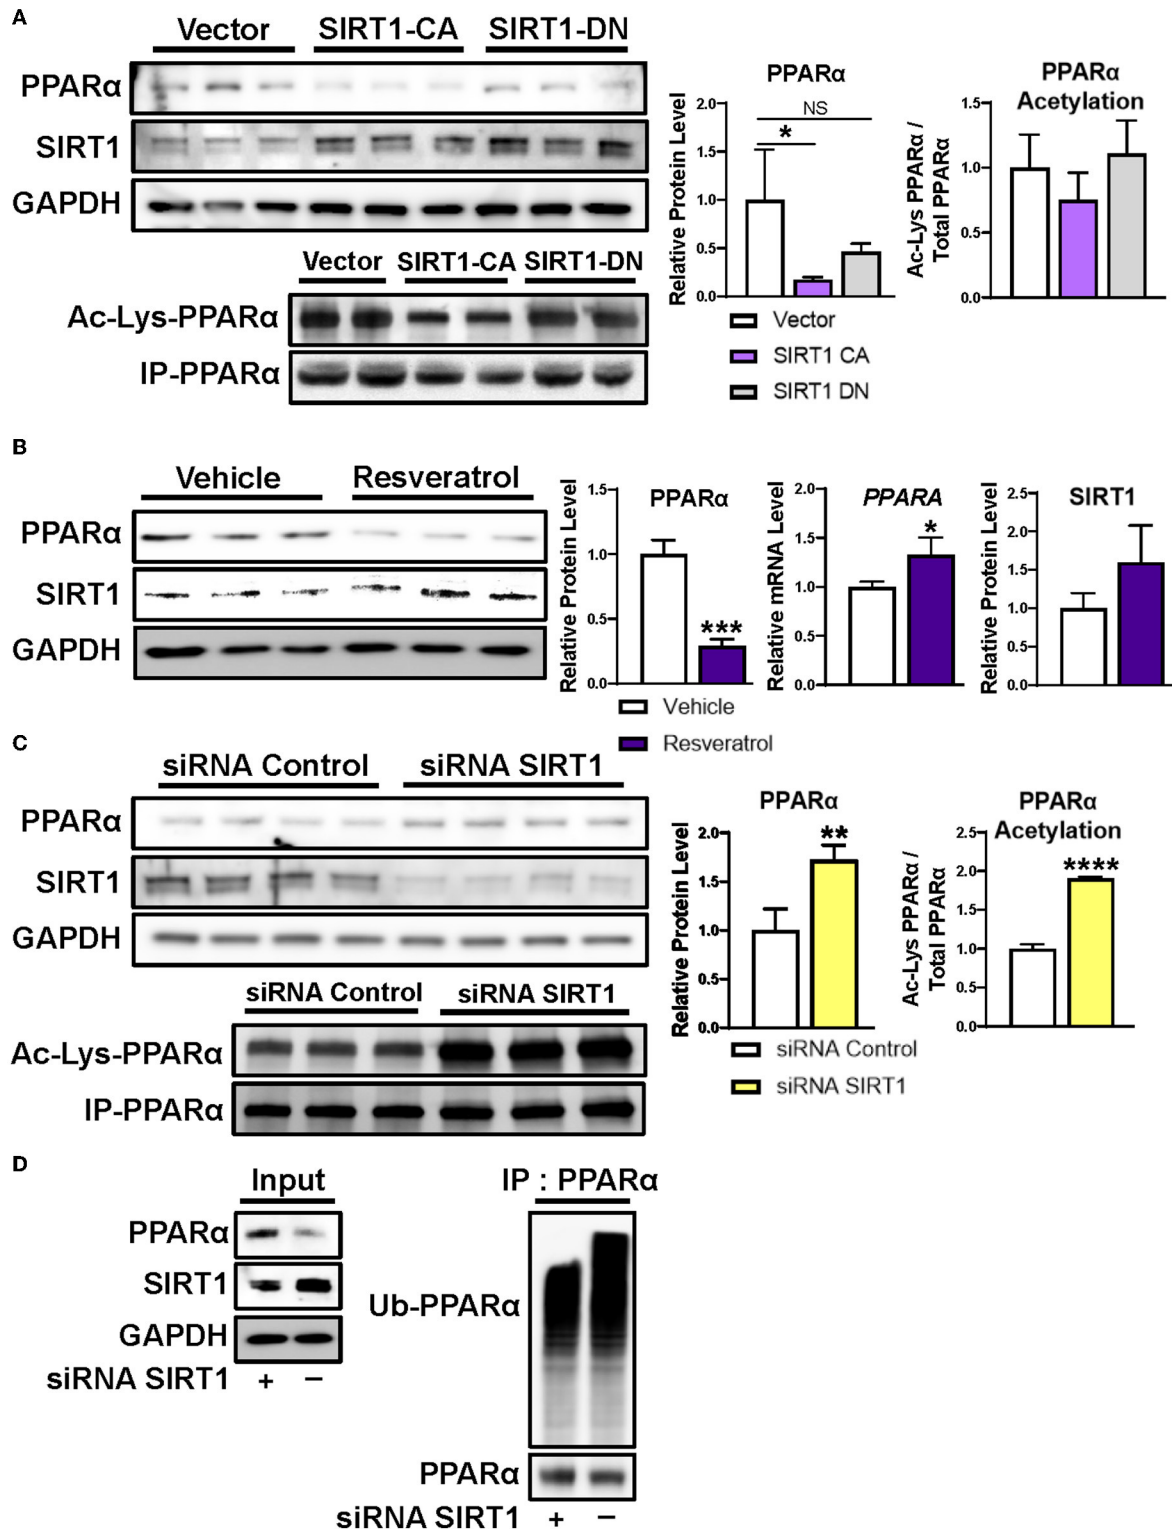 A
Vector SIRT1-CA SIRT1-DN
PPARα
SIRT1
GAPDH
Vector SIRT1-CA SIRT1-DN
Ac-Lys-PPARα
IP-PPARα
PPARα
Relative Protein Level
2.0
1.5
1.0
0.5
0.0
NS
*
Vector
SIRT1 CA
SIRT1 DN
PPARα
Acetylation
Ac-Lys PPARα /
Total PPARα
1.5
1.0
0.5
0.0
B
Vehicle Resveratrol
PPARα
SIRT1
GAPDH
PPARα
Relative Protein Level
1.5
1.0
0.5
0.0
***
Vehicle
Resveratrol
PPARA
Relative mRNA Level
2.0
1.5
1.0
0.5
0.0
*
SIRT1
Relative Protein Level
2.5
2.0
1.5
1.0
0.5
0.0
C
siRNA Control siRNA SIRT1
PPARα
SIRT1
GAPDH
siRNA Control siRNA SIRT1
Ac-Lys-PPARα
IP-PPARα
PPARα
Relative Protein Level
2.0
1.5
1.0
0.5
0.0
**
siRNA Control
siRNA SIRT1
PPARα
Acetylation
Ac-Lys PPARα /
Total PPARα
2.5
2.0
1.5
1.0
0.5
0.0
****
D
Input
PPARα
SIRT1
GAPDH
siRNA SIRT1 + −
IP : PPARα
Ub-PPARα
PPARα
siRNA SIRT1 + −